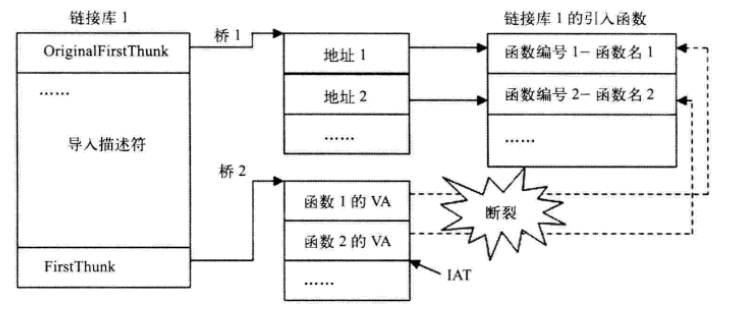 链接库 1
链接库 1 的引入函数
OriginalFirstThunk
桥 1
地址 1
函数编号 1- 函数名 1
……
地址 2
函数编号 2- 函数名 2
导入描述符
……
……
桥 2
函数 1 的 VA
断裂
函数 2 的 VA
FirstThunk
……
IAT